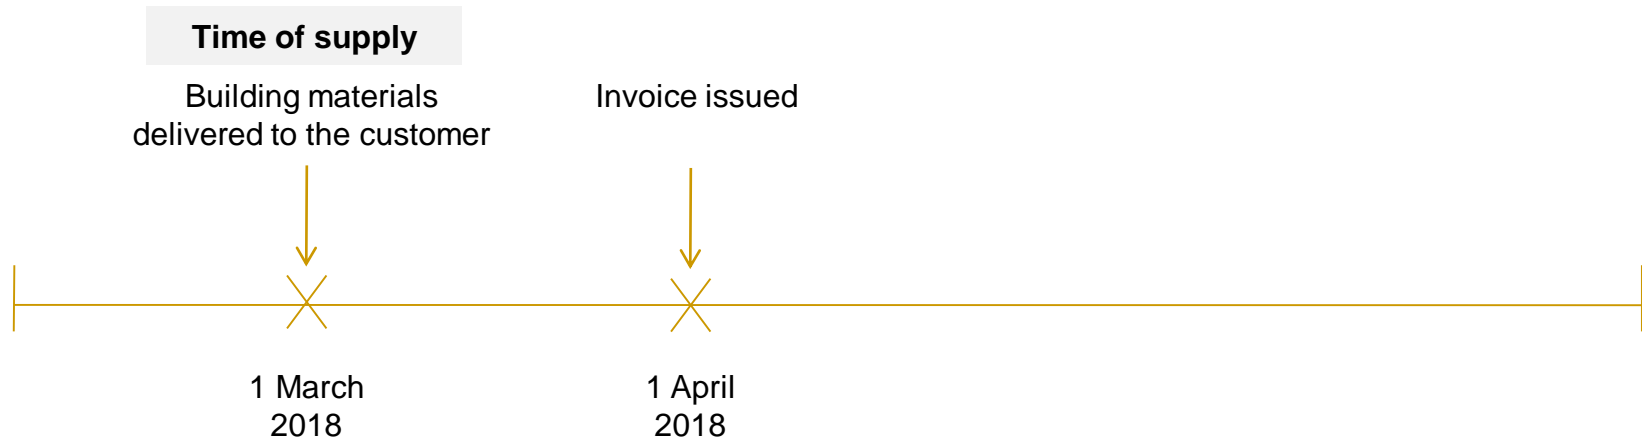 Time of supply
Building materials
delivered to the customer
Invoice issued
1 March
2018
1 April
2018